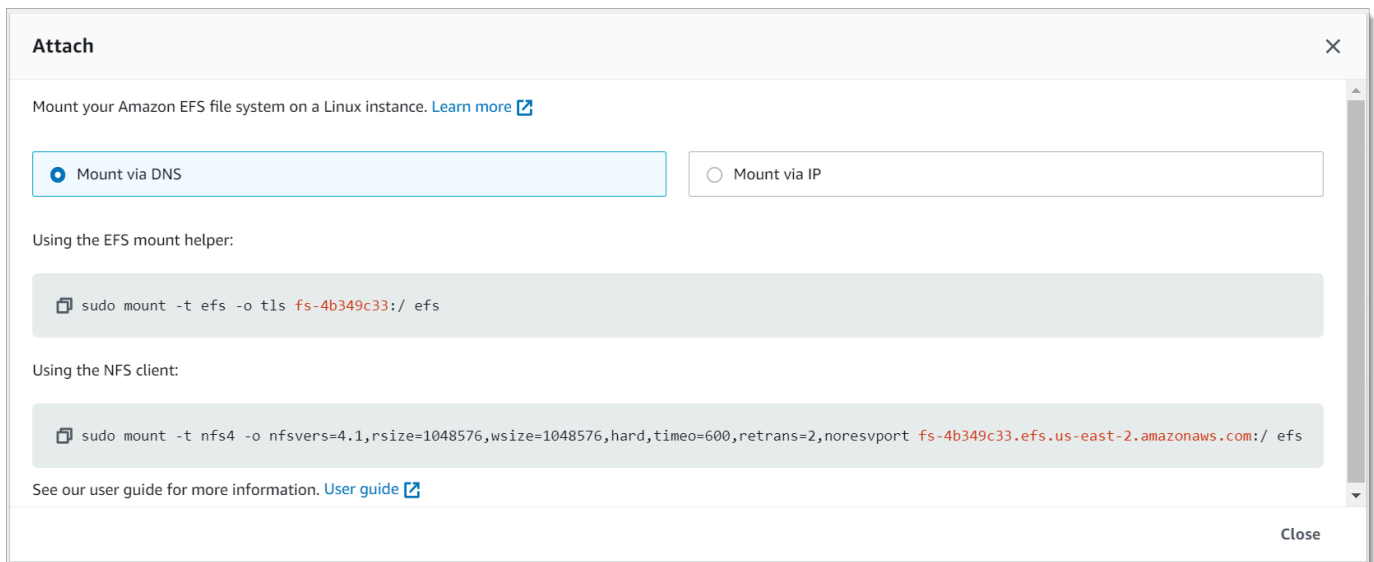 Attach
Mount your Amazon EFS file system on a Linux instance. Learn more
Mount via DNS
Mount via IP
Using the EFS mount helper:
sudo mount -t efs -o tls fs-4b349c33:/ efs
Using the NFS client:
sudo mount -t nfs4 -o nfsvers=4.1,rsize=1048576,wsize=1048576,hard,timeo=600,retrans=2,noresvport fs-4b349c33.efs.us-east-2.amazonaws.com:/ efs
See our user guide for more information. User guide
Close